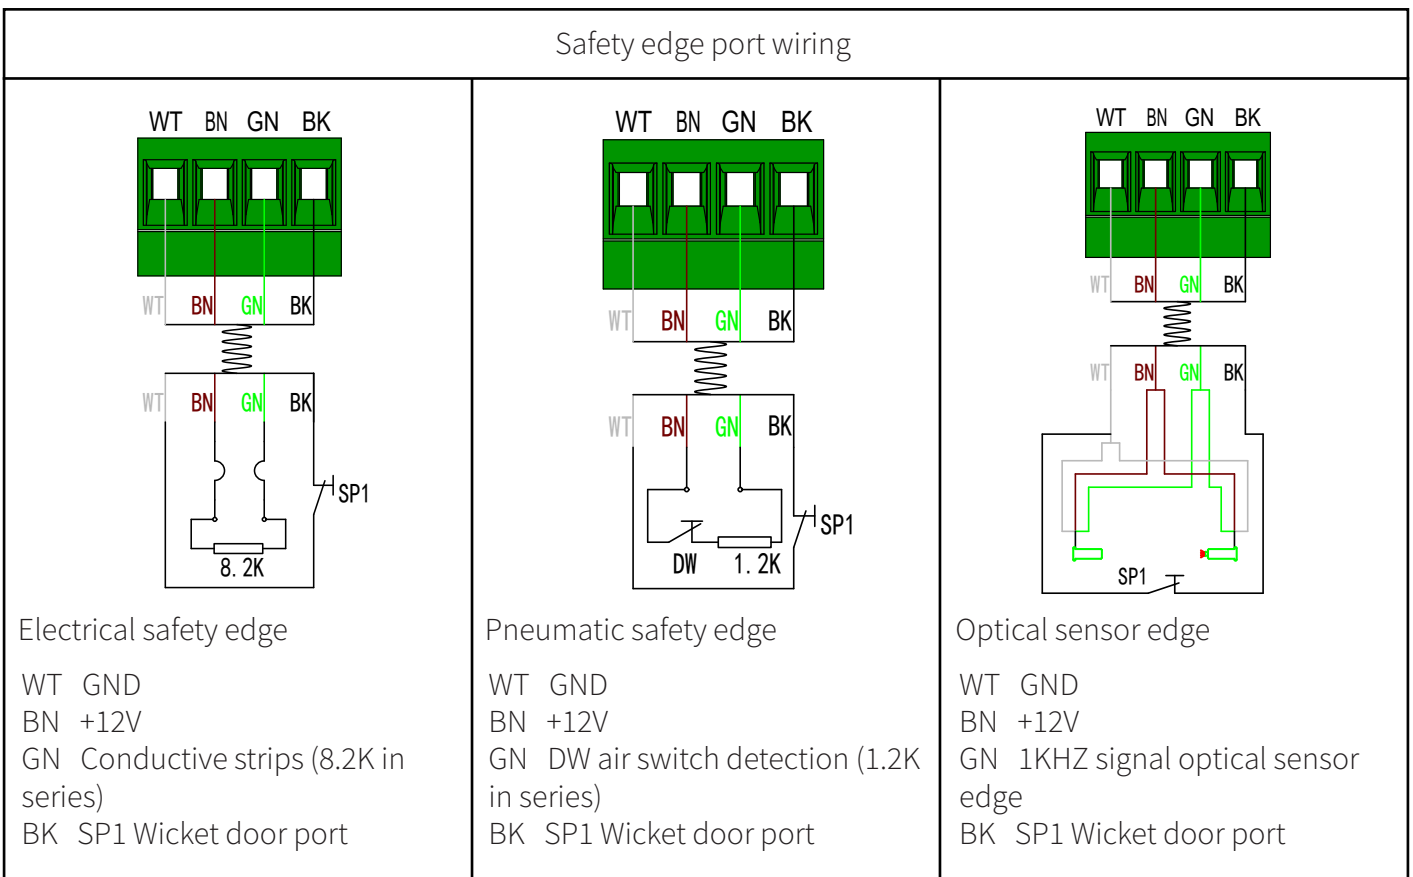 Safety edge port wiring
WT BN GN BK
WT BN GN BK
WT BN GN BK
SP1
8.2K
Electrical safety edge
WT GND
BN +12V
GN Conductive strips (8.2K in
series)
BK SP1 Wicket door port
WT BN GN BK
WT BN GN BK
WT BN GN BK
SP1
DW 1.2K
Pneumatic safety edge
WT GND
BN +12V
GN DW air switch detection (1.2K
in series)
BK SP1 Wicket door port
WT BN GN BK
WT BN GN BK
WT BN GN BK
SP1
Optical sensor edge
WT GND
BN +12V
GN 1KHZ signal optical sensor
edge
BK SP1 Wicket door port